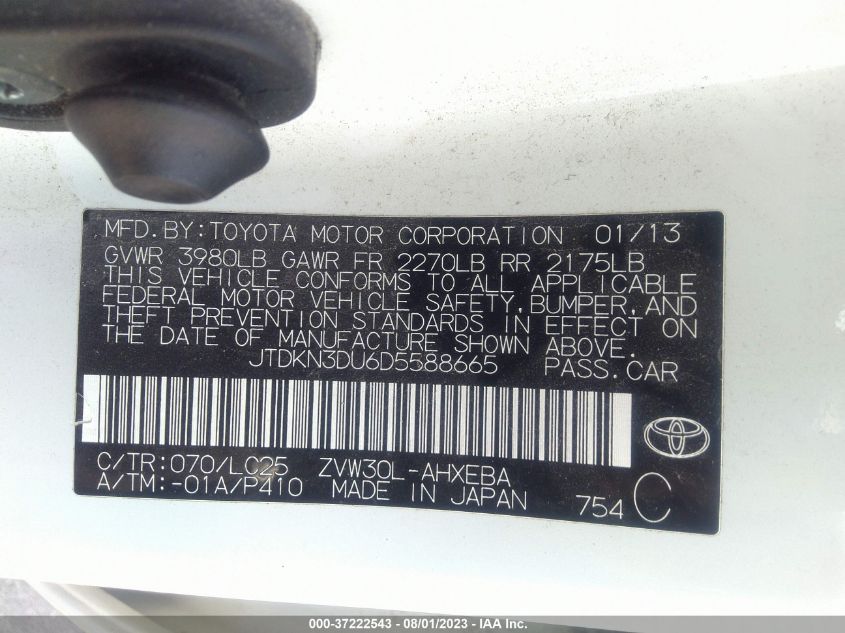 MFD. BY: TOYOTA MOTOR CORPORATION 01/13
GVWR 3980LB GAWR FR 2270LB RR 2175LB
THIS VEHICLE CONFORMS TO ALL APPLICABLE
FEDERAL MOTOR VEHICLE SAFETY, BUMPER, AND
THEFT PREVENTION STANDARDS IN EFFECT ON
THE DATE OF MANUFACTURE SHOWN ABOVE.
JTDKN3DU6D5588665 PASS. CAR
C/TR: 070/LC25 ZVW30L-AHXEBA
A/TM: -01A/P410 MADE IN JAPAN 754 C
000-37222543 - 08/01/2023 - IAA Inc.